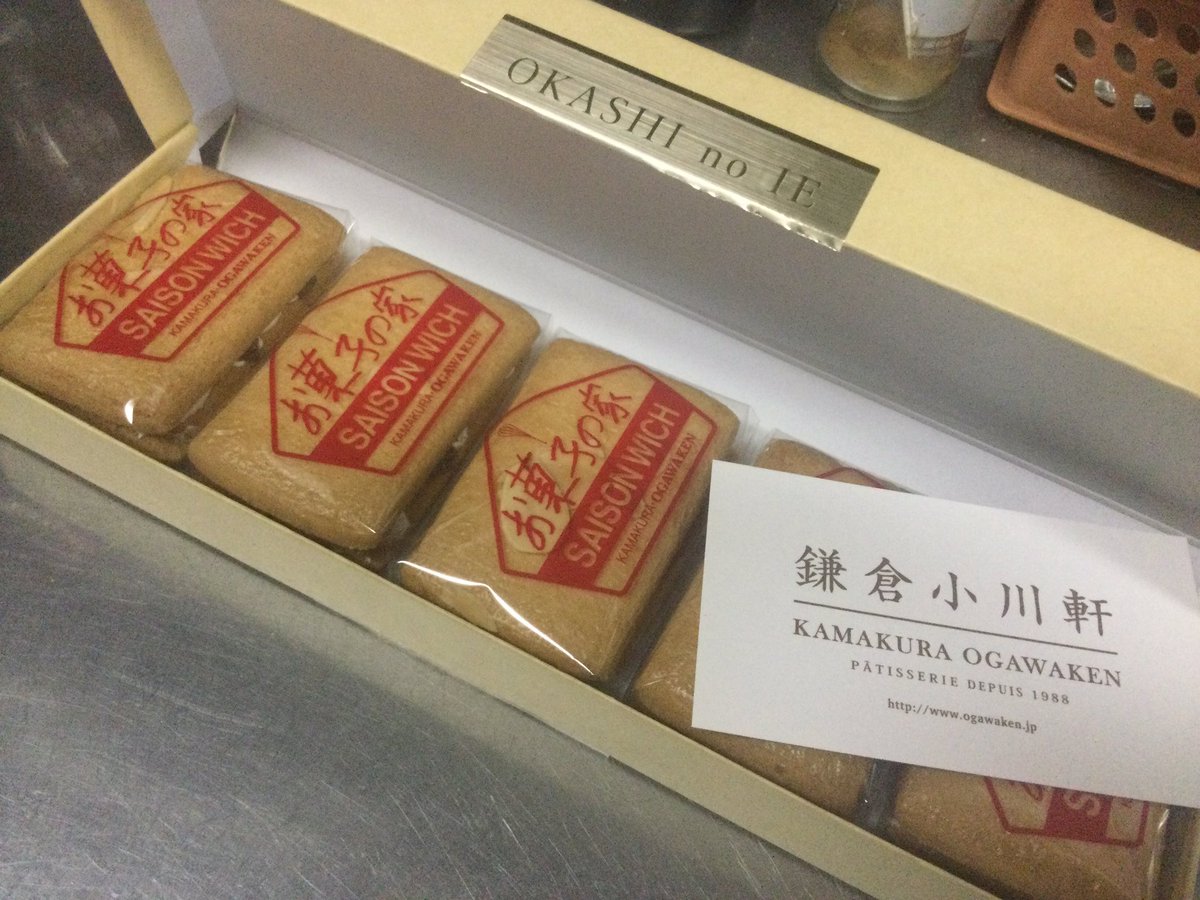 OKASHI no IE
お菓子の家
SAISON WICH
KAMAKURA-OGAWAKEN
お菓子の家
SAISON WICH
KAMAKURA-OGAWAKEN
お菓子の家
SAISON WICH
KAMAKURA-OGAWAKEN
鎌倉小川軒
KAMAKURA OGAWAKEN
PÂTISSERIE DEPUIS 1988
http://www.ogawaken.jp